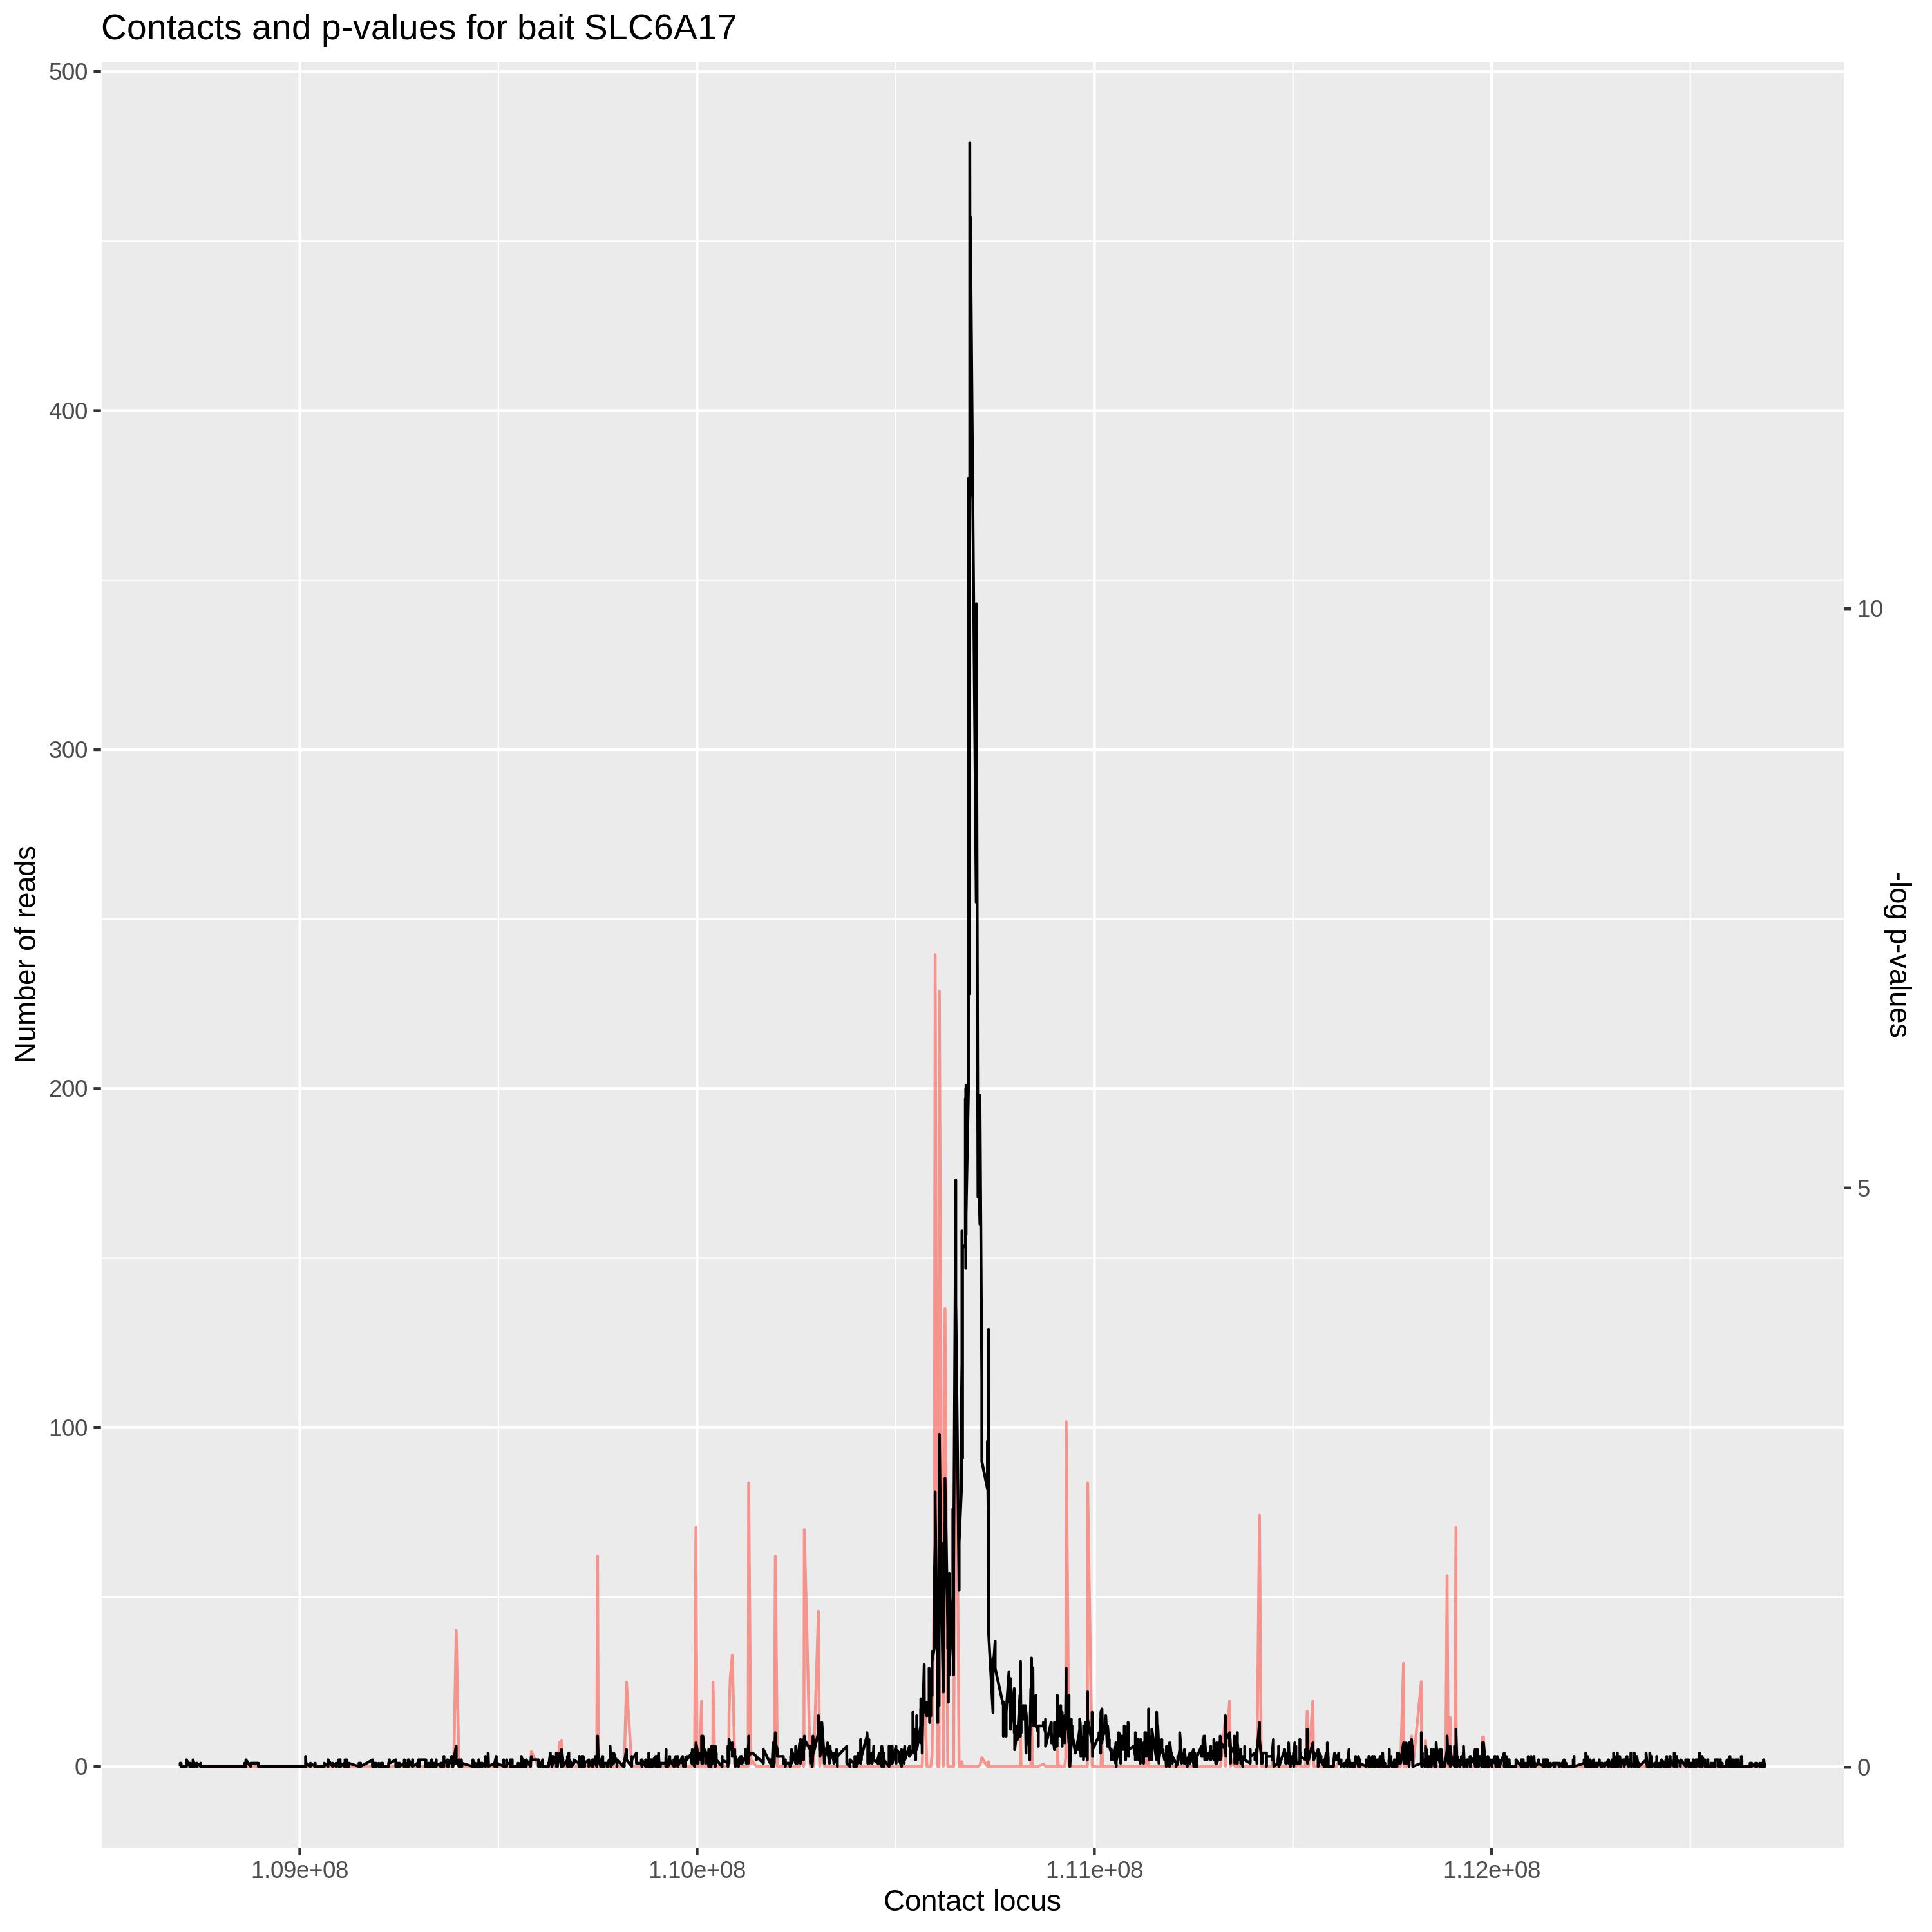 Contacts and p-values for bait SLC6A17
500
400
300
200
100
0
Number of reads
10
5
0
-log p-values
1.09e+08
1.10e+08
1.11e+08
1.12e+08
Contact locus